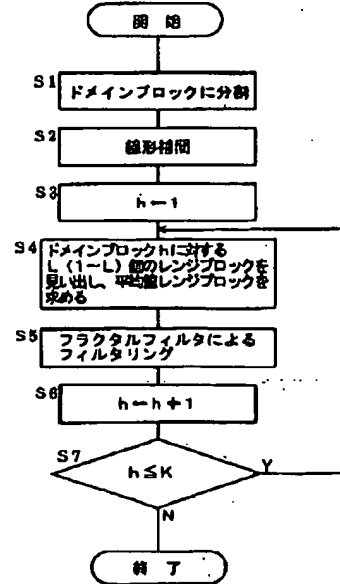 開始
S1
ドメインブロックに分割
S2
線形補間
S3
h←1
S4
ドメインブロックhに対する
L(1~L)個のレンジブロックを
見い出し、平均値レンジブロックを
求める
S5
フラクタルフィルタによる
フィルタリング
S6
h←h+1
S7
h≦K
Y
N
終了